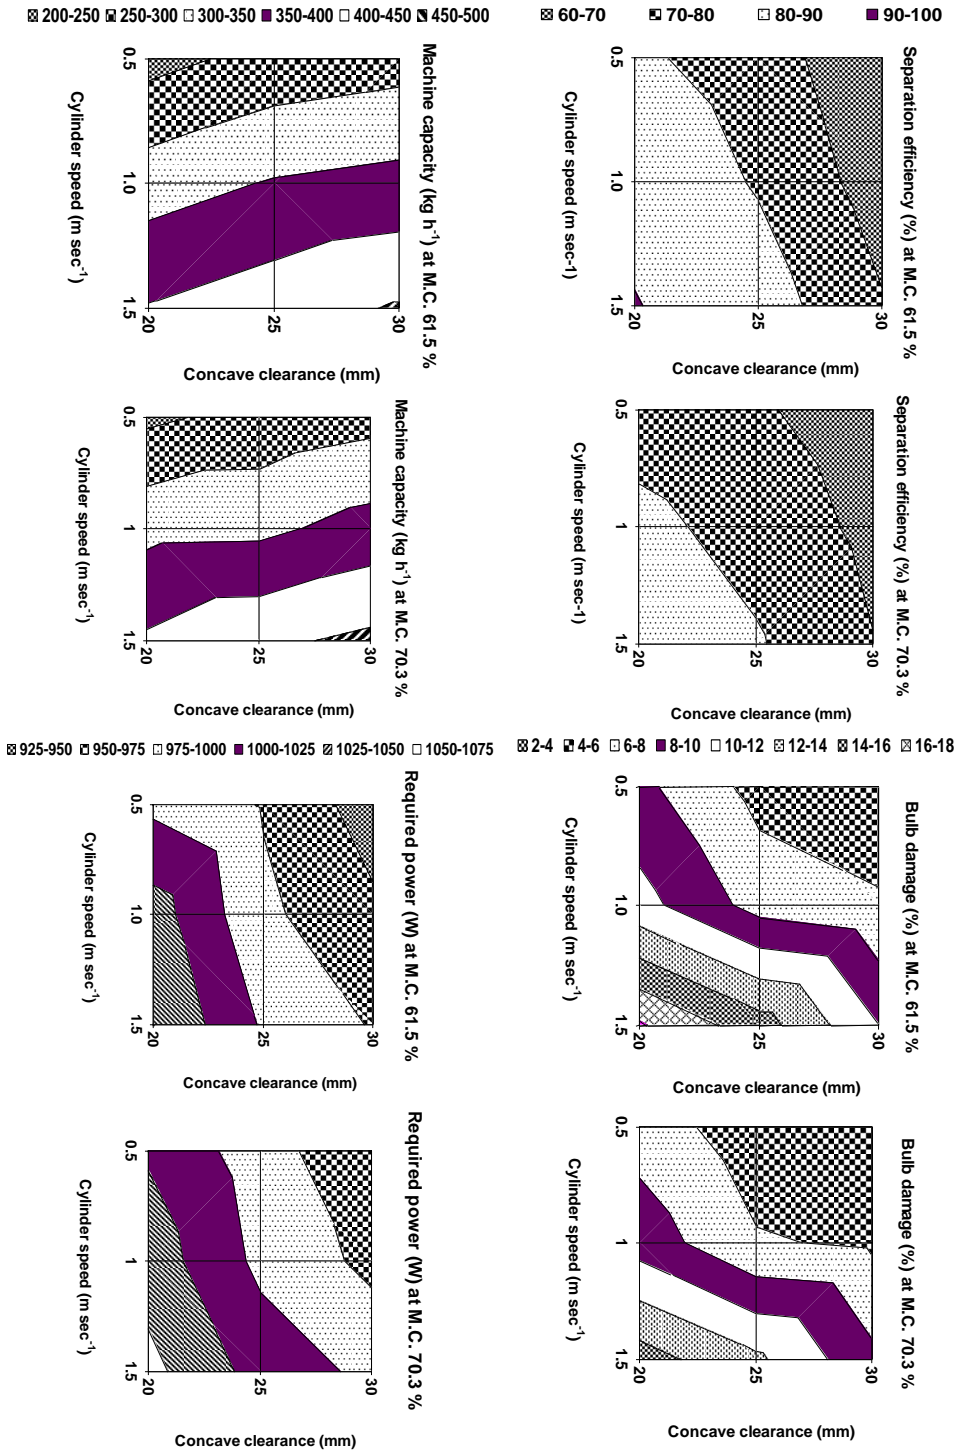 200-250 250-300 300-350 350-400 400-450 450-500
60-70 70-80 80-90 90-100
Machine capacity (kg h-1) at M.C. 61.5 %
0.5 1.0 1.5
Cylinder speed (m sec-1)
20 25 30
Concave clearance (mm)
Separation efficiency (%) at M.C. 61.5 %
0.5 1.0 1.5
Cylinder speed (m sec-1)
20 25 30
Concave clearance (mm)
Machine capacity (kg h-1) at M.C. 70.3 %
0.5 1 1.5
Cylinder speed (m sec-1)
20 25 30
Concave clearance (mm)
Separation efficiency (%) at M.C. 70.3 %
0.5 1 1.5
Cylinder speed (m sec-1)
20 25 30
Concave clearance (mm)
925-950 950-975 975-1000 1000-1025 1025-1050 1050-1075
2-4 4-6 6-8 8-10 10-12 12-14 14-16 16-18
Required power (W) at M.C. 61.5 %
0.5 1.0 1.5
Cylinder speed (m sec-1)
20 25 30
Concave clearance (mm)
Bulb damage (%) at M.C. 61.5 %
0.5 1.0 1.5
Cylinder speed (m sec-1)
20 25 30
Concave clearance (mm)
Required power (W) at M.C. 70.3 %
0.5 1 1.5
Cylinder speed (m sec-1)
20 25 30
Concave clearance (mm)
Bulb damage (%) at M.C. 70.3 %
0.5 1 1.5
Cylinder speed (m sec-1)
20 25 30
Concave clearance (mm)